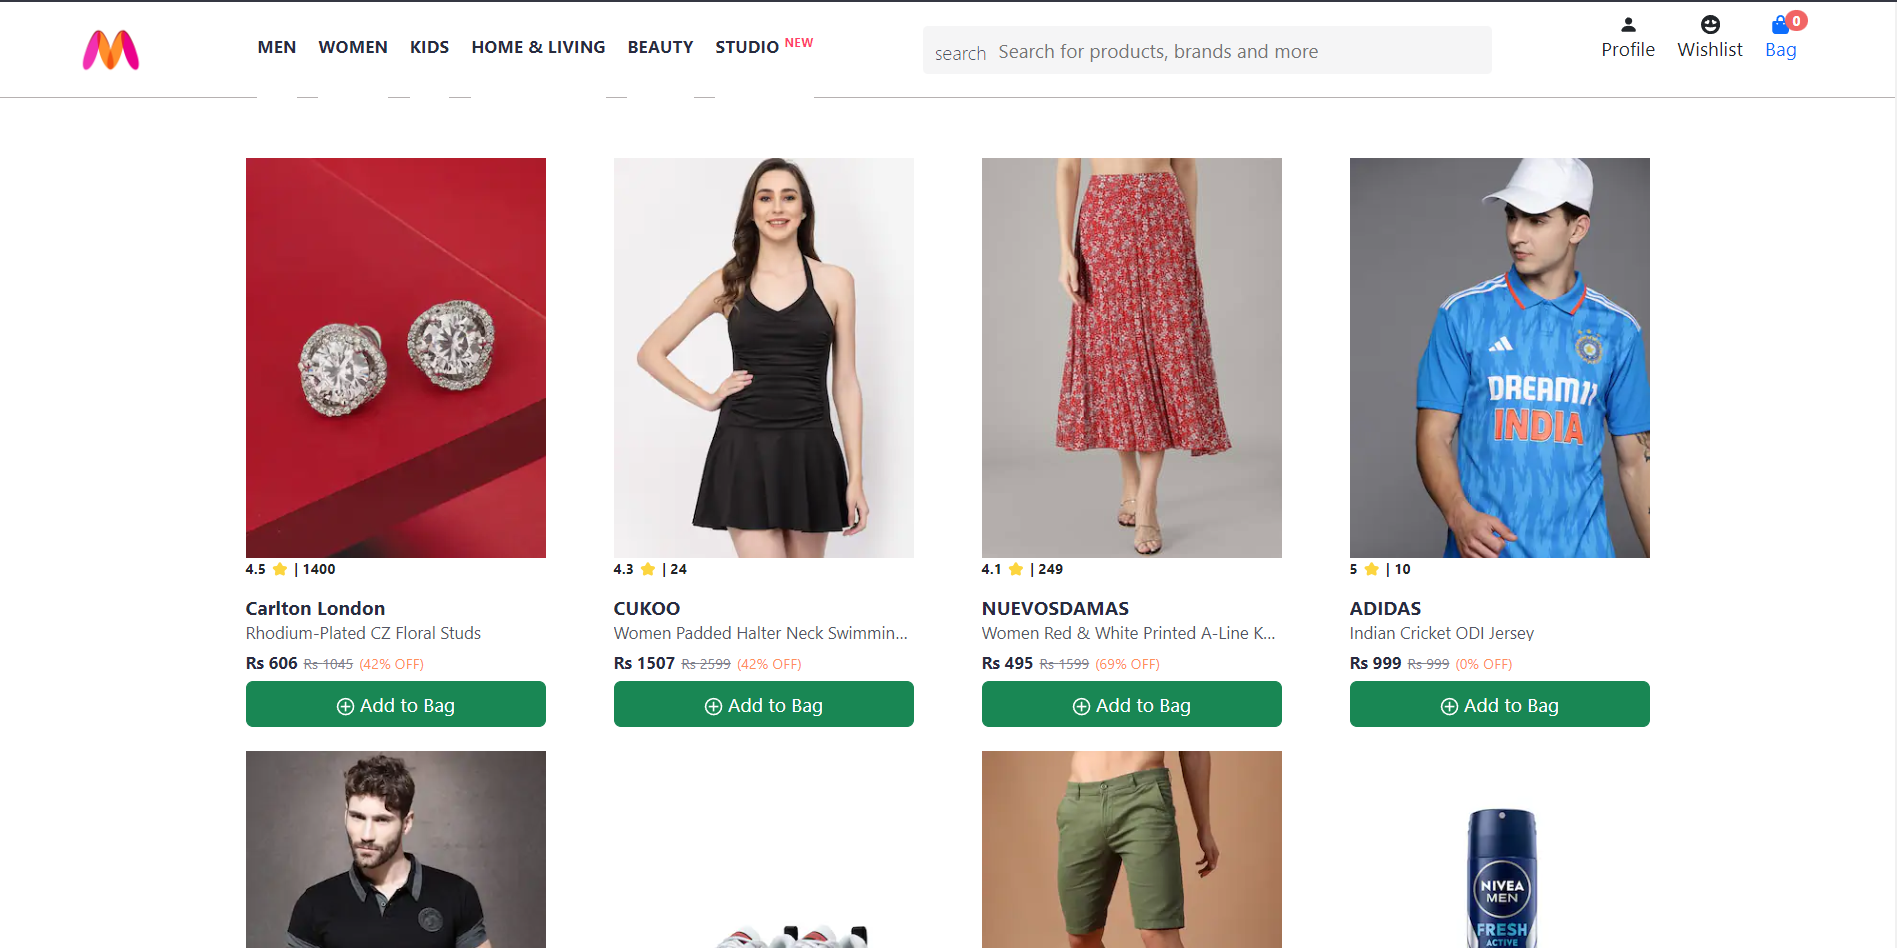 MEN WOMEN KIDS HOME & LIVING BEAUTY STUDIO NEW
search Search for products, brands and more
Profile Wishlist Bag 0
DREAM11
INDIA
4.5 | 1400
Carlton London
Rhodium-Plated CZ Floral Studs
Rs 606 Rs 1045 (42% OFF)
Add to Bag
4.3 | 24
CUKOO
Women Padded Halter Neck Swimmin...
Rs 1507 Rs 2599 (42% OFF)
Add to Bag
4.1 | 249
NUEVOSDAMAS
Women Red & White Printed A-Line K...
Rs 495 Rs 1599 (69% OFF)
Add to Bag
5 | 10
ADIDAS
Indian Cricket ODI Jersey
Rs 999 Rs 999 (0% OFF)
Add to Bag
NIVEA
MEN
FRESH
ACTIVE